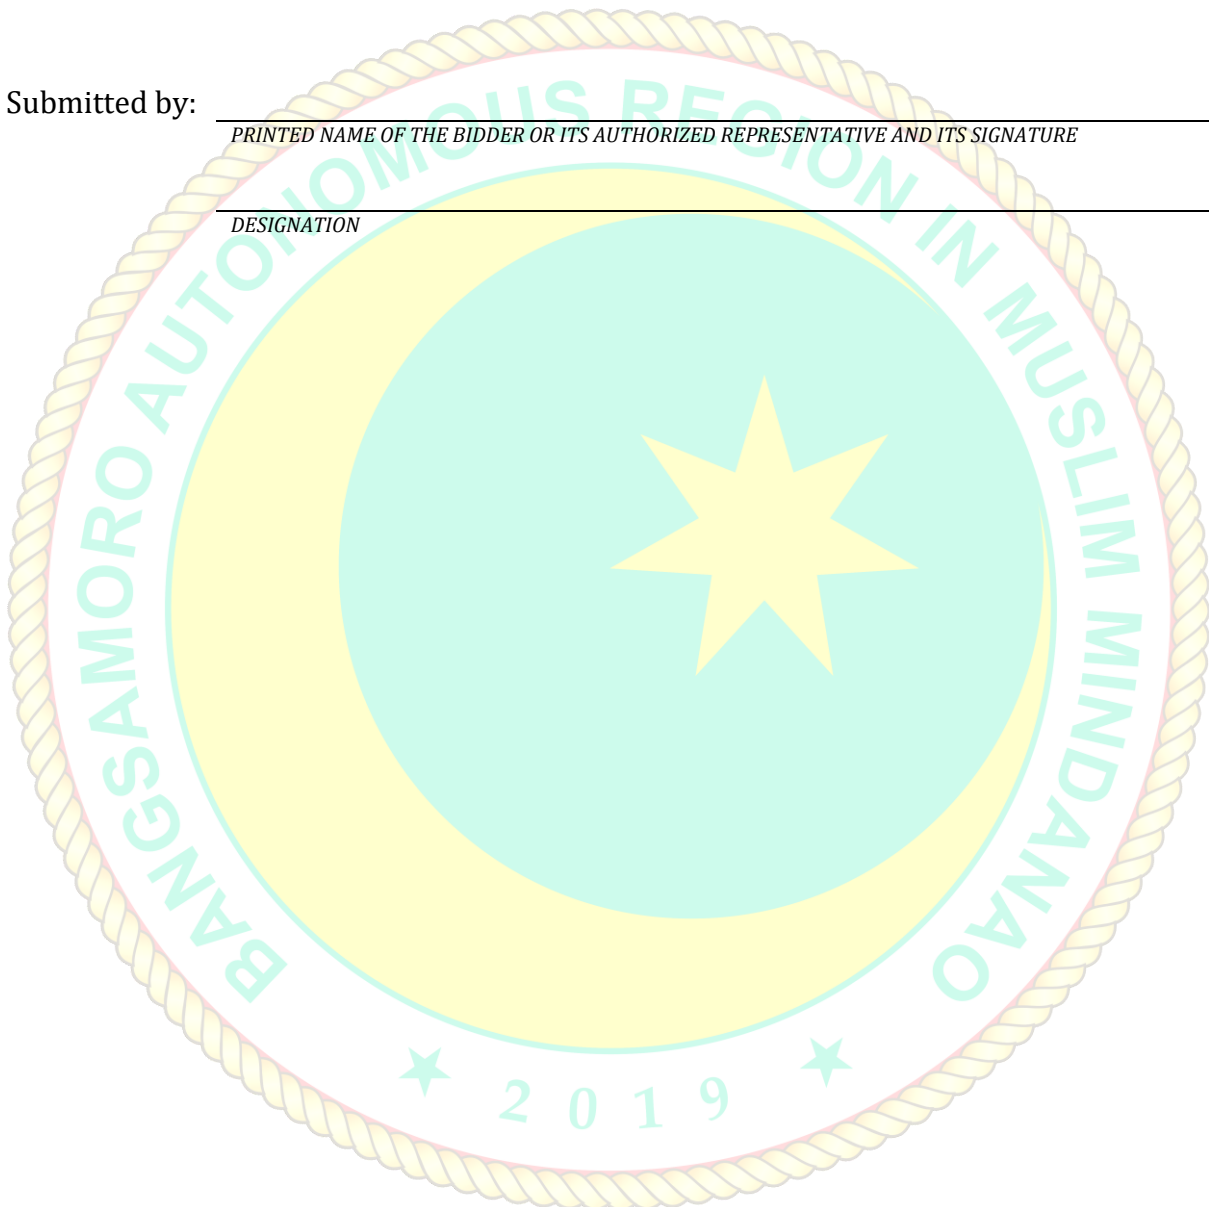 Submitted by:
PRINTED NAME OF THE BIDDER OR ITS AUTHORIZED REPRESENTATIVE AND ITS SIGNATURE
DESIGNATION
BANGSAMORO AUTONOMOUS REGION IN MUSLIM MINDANAO
2019